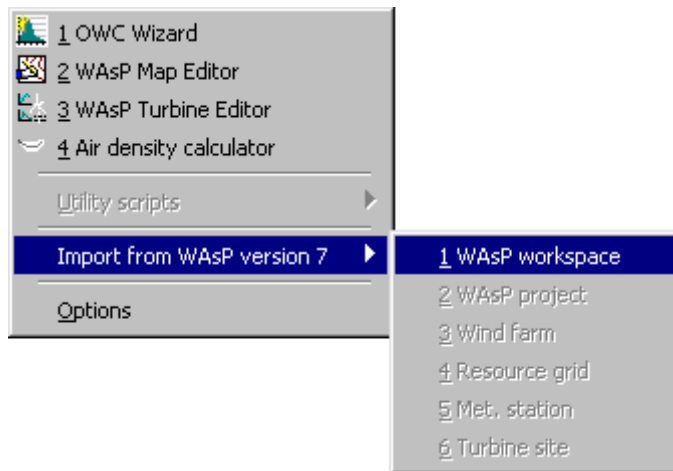 1 OWC Wizard
2 WAsP Map Editor
3 WAsP Turbine Editor
4 Air density calculator
Utility scripts
Import from WAsP version 7
Options
1 WAsP workspace
2 WAsP project
3 Wind farm
4 Resource grid
5 Met. station
6 Turbine site